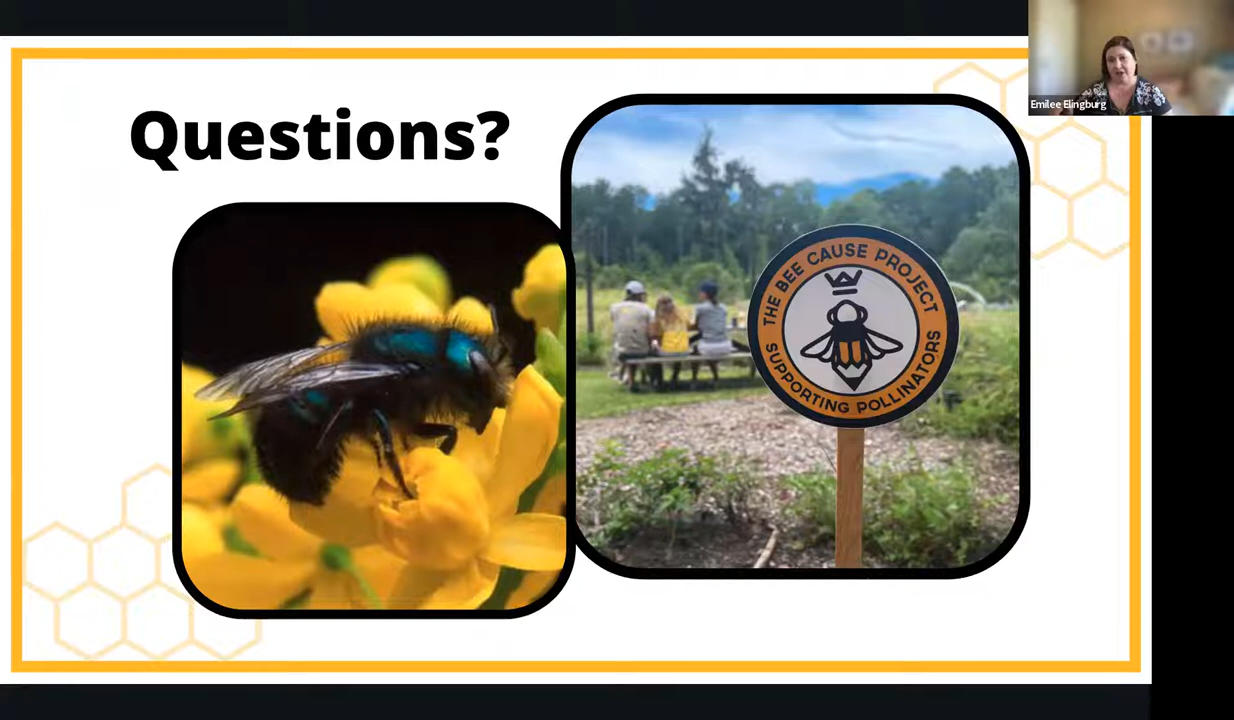 Questions?
Emilee Elingburg
THE BEE CAUSE PROJECT
SUPPORTING POLLINATORS